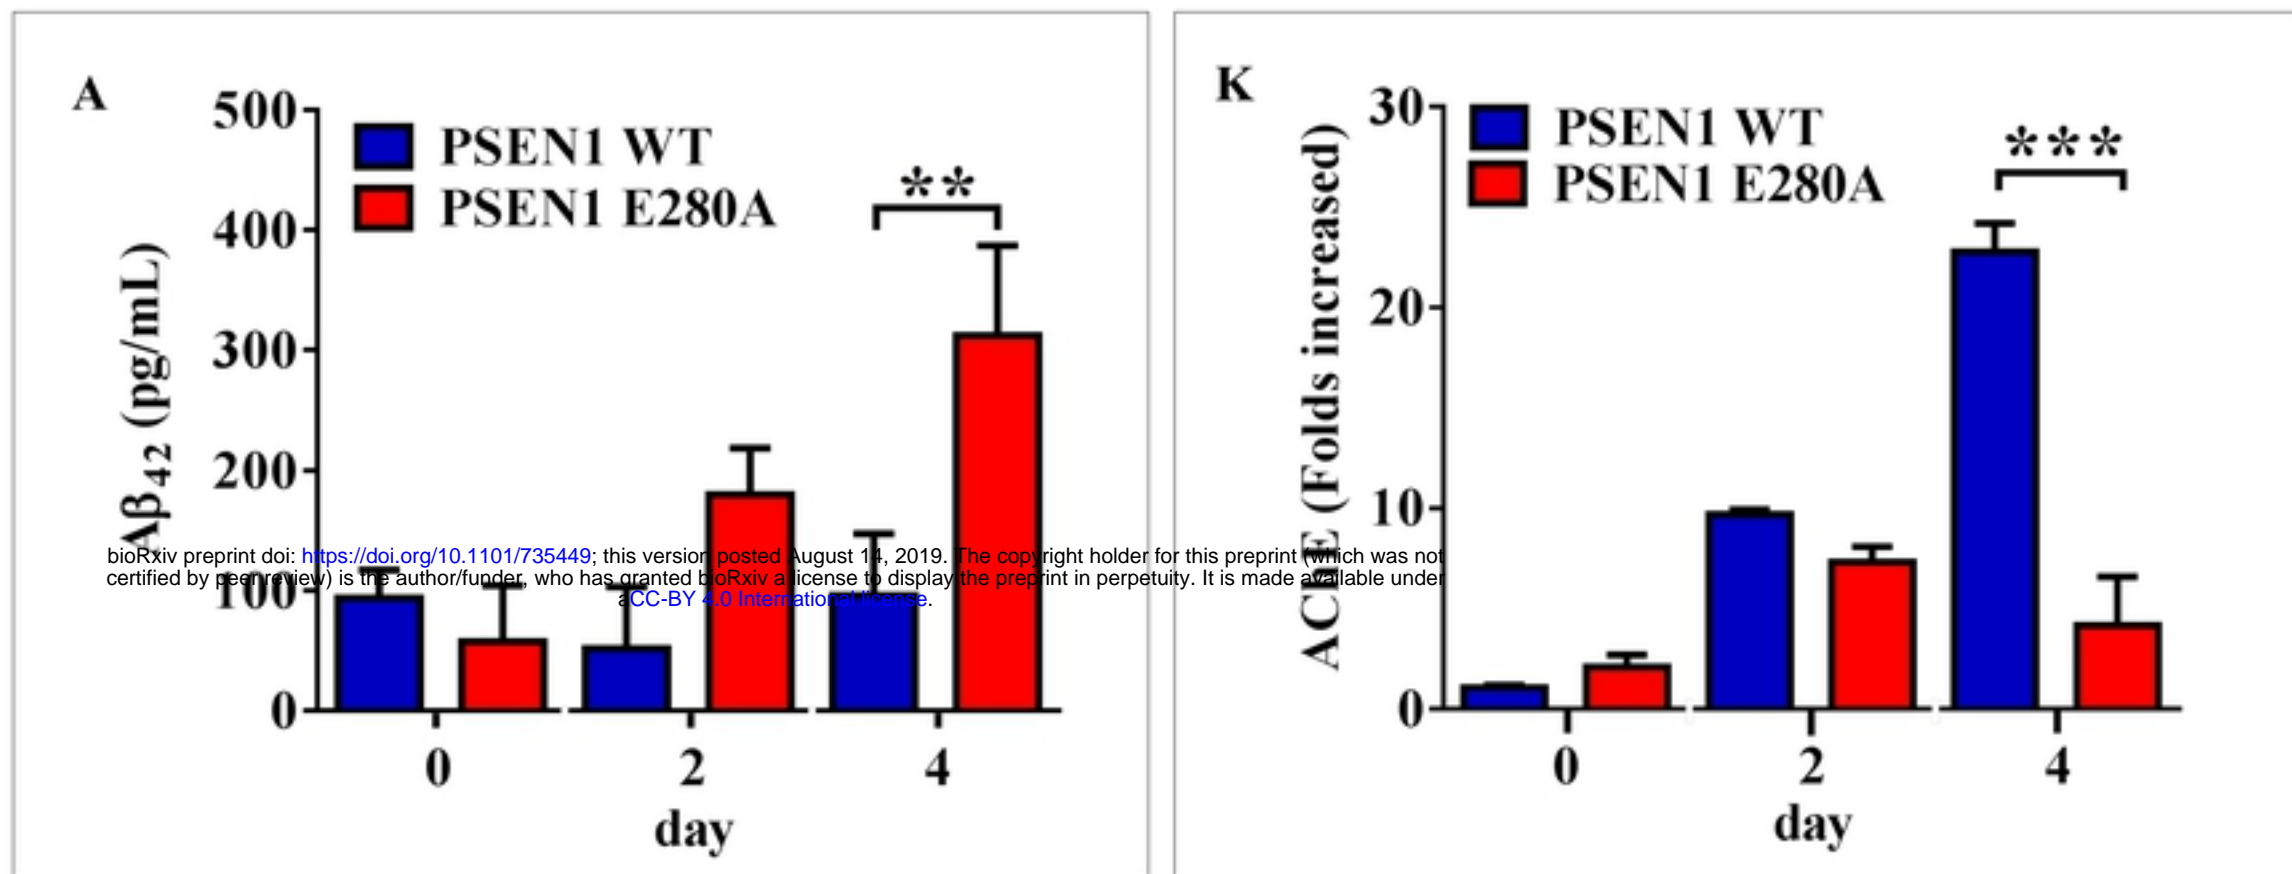 A
500
400
300
200
100
0
Aβ42 (pg/mL)
PSEN1 WT
PSEN1 E280A
**
0 2 4
day
K
30
20
10
0
AChE (Folds increased)
PSEN1 WT
PSEN1 E280A
***
0 2 4
day
bioRxiv preprint doi: https://doi.org/10.1101/735449; this version posted August 14, 2019. The copyright holder for this preprint (which was not
certified by peer review) is the author/funder, who has granted bioRxiv a license to display the preprint in perpetuity. It is made available under
aCC-BY 4.0 International license.